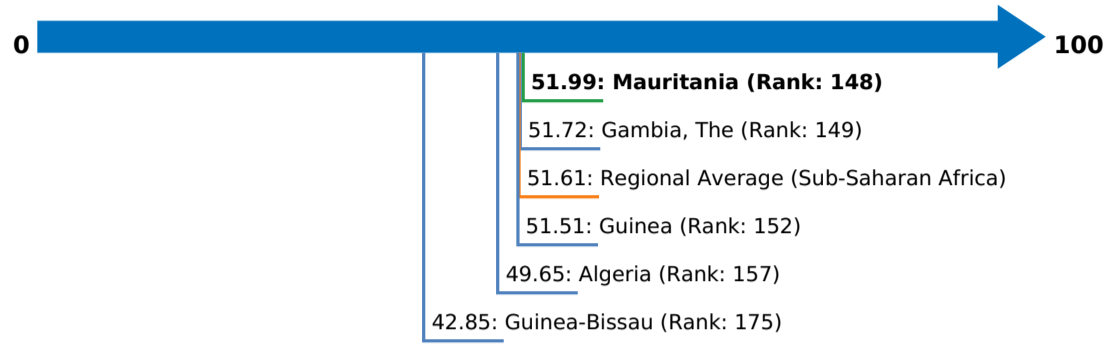 0
100
51.99: Mauritania (Rank: 148)
51.72: Gambia, The (Rank: 149)
51.61: Regional Average (Sub-Saharan Africa)
51.51: Guinea (Rank: 152)
49.65: Algeria (Rank: 157)
42.85: Guinea-Bissau (Rank: 175)